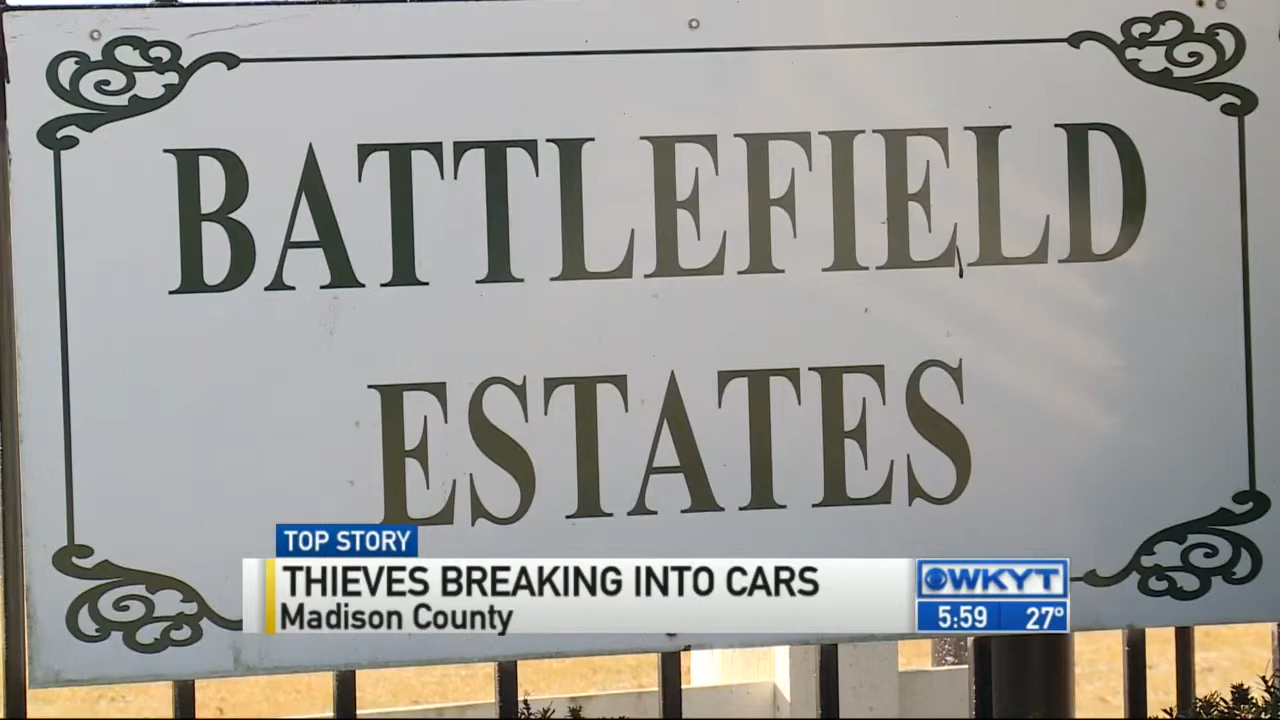 BATTLEFIELD
ESTATES
TOP STORY
THIEVES BREAKING INTO CARS
Madison County
WKYT
5:59 27°